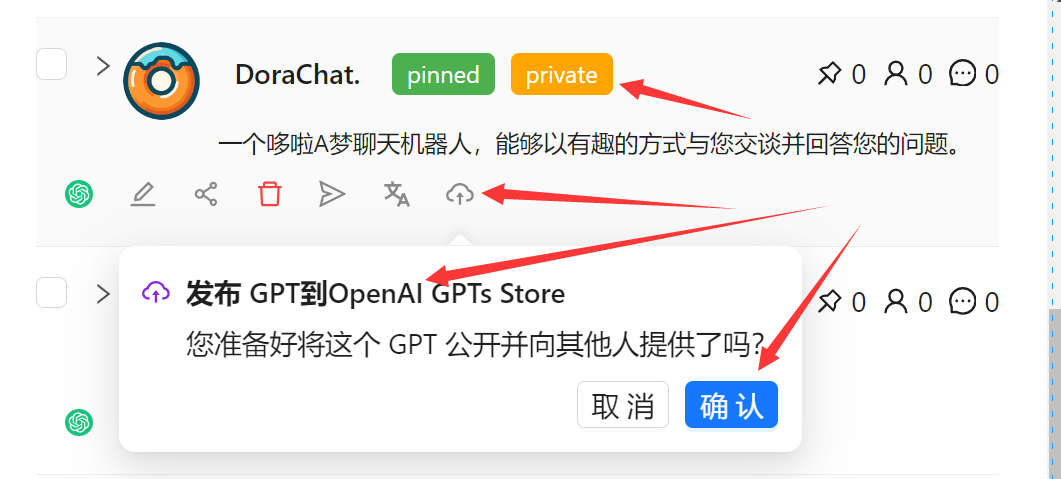 DoraChat. pinned private 0 0 0
一个哆啦A梦聊天机器人，能够以有趣的方式与您交谈并回答您的问题。
发布 GPT到OpenAI GPTs Store 0 0 0
您准备好将这个 GPT 公开并向其他人提供了吗？
取 消 确 认